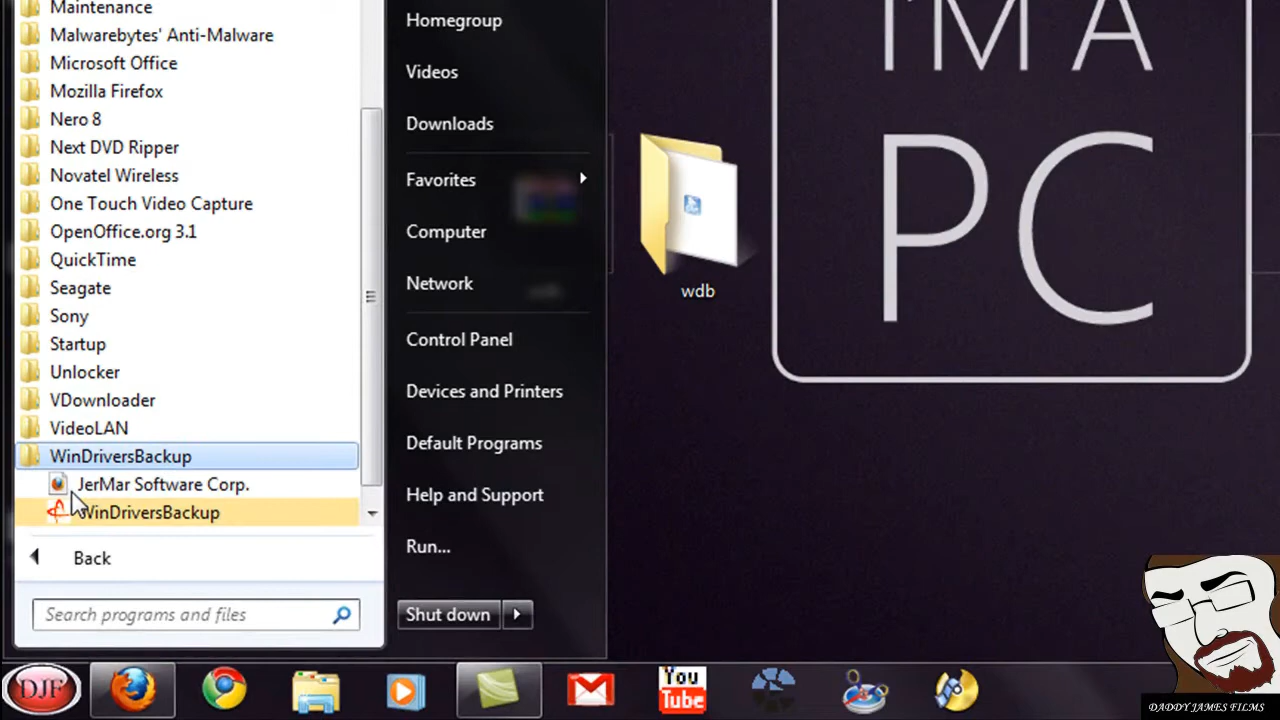 Maintenance
Malwarebytes' Anti-Malware
Microsoft Office
Mozilla Firefox
Nero 8
Next DVD Ripper
Novatel Wireless
One Touch Video Capture
OpenOffice.org 3.1
QuickTime
Seagate
Sony
Startup
Unlocker
VDownloader
VideoLAN
WinDriversBackup
JerMar Software Corp.
WinDriversBackup
Back
Search programs and files
Homegroup
Videos
Downloads
Favorites
Computer
Network
Control Panel
Devices and Printers
Default Programs
Help and Support
Run...
Shut down
wdb
I'M A
PC
DJF
You
Tube
DADDY JAMES FILMS